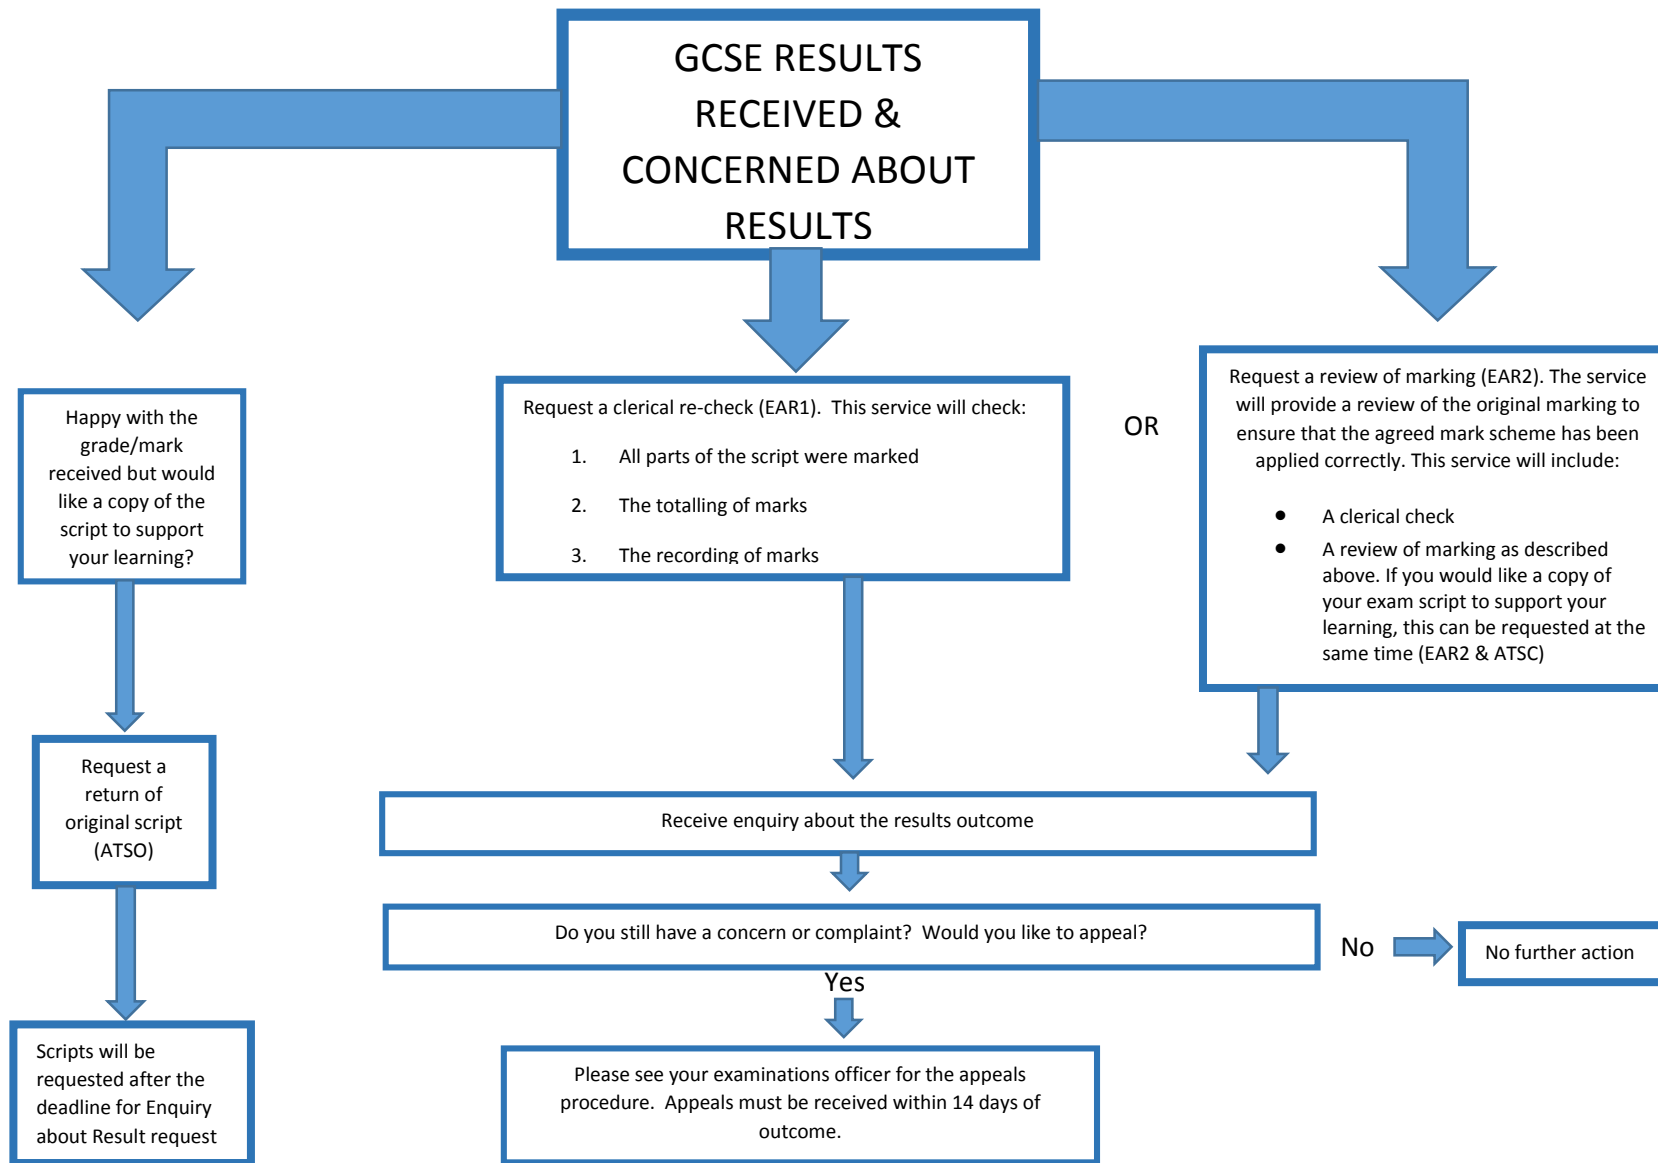 GCSE RESULTS
RECEIVED &
CONCERNED ABOUT
RESULTS
Happy with the
grade/mark
received but would
like a copy of the
script to support
your learning?
Request a
return of
original script
(ATSO)
Scripts will be
requested after the
deadline for Enquiry
about Result request
Request a clerical re-check (EAR1).  This service will check:
1. All parts of the script were marked
2. The totalling of marks
3. The recording of marks
OR
Request a review of marking (EAR2). The service
will provide a review of the original marking to
ensure that the agreed mark scheme has been
applied correctly. This service will include:
● A clerical check
● A review of marking as described
above. If you would like a copy of
your exam script to support your
learning, this can be requested at the
same time (EAR2 & ATSC)
Receive enquiry about the results outcome
Do you still have a concern or complaint?  Would you like to appeal?
No
No further action
Yes
Please see your examinations officer for the appeals
procedure.  Appeals must be received within 14 days of
outcome.